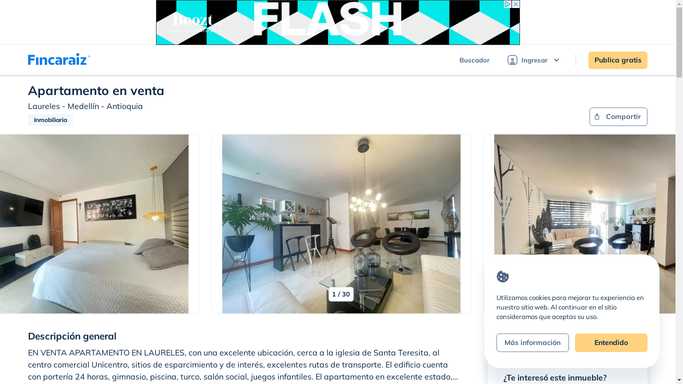 Boozt
FLASH
Fincaraiz
Buscador
Ingresar
Publica gratis
Apartamento en venta
Laureles - Medellín - Antioquia
Inmobiliaria
Compartir
1 / 30
Utilizamos cookies para mejorar tu experiencia en
nuestro sitio web. Al continuar en el sitio
consideramos que aceptas su uso.
Más información
Entendido
Descripción general
EN VENTA APARTAMENTO EN LAURELES, con una excelente ubicación, cerca a la iglesia de Santa Teresita, al
centro comercial Unicentro, sitios de esparcimiento y de interés, excelentes rutas de transporte. El edificio cuenta
con portería 24 horas, gimnasio, piscina, turco, salón social, juegos infantiles. El apartamento en excelente estado,...
¿Te interesó este inmueble?